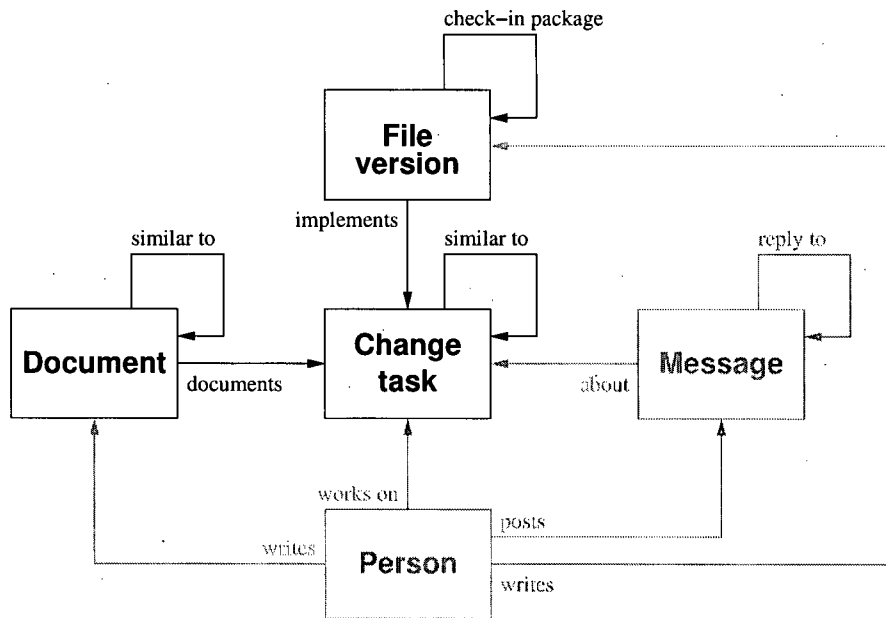 check-in package
File
version
implements
similar to
similar to
reply to
Document
documents
Change
task
about
Message
works on
posts
writes
Person
writes